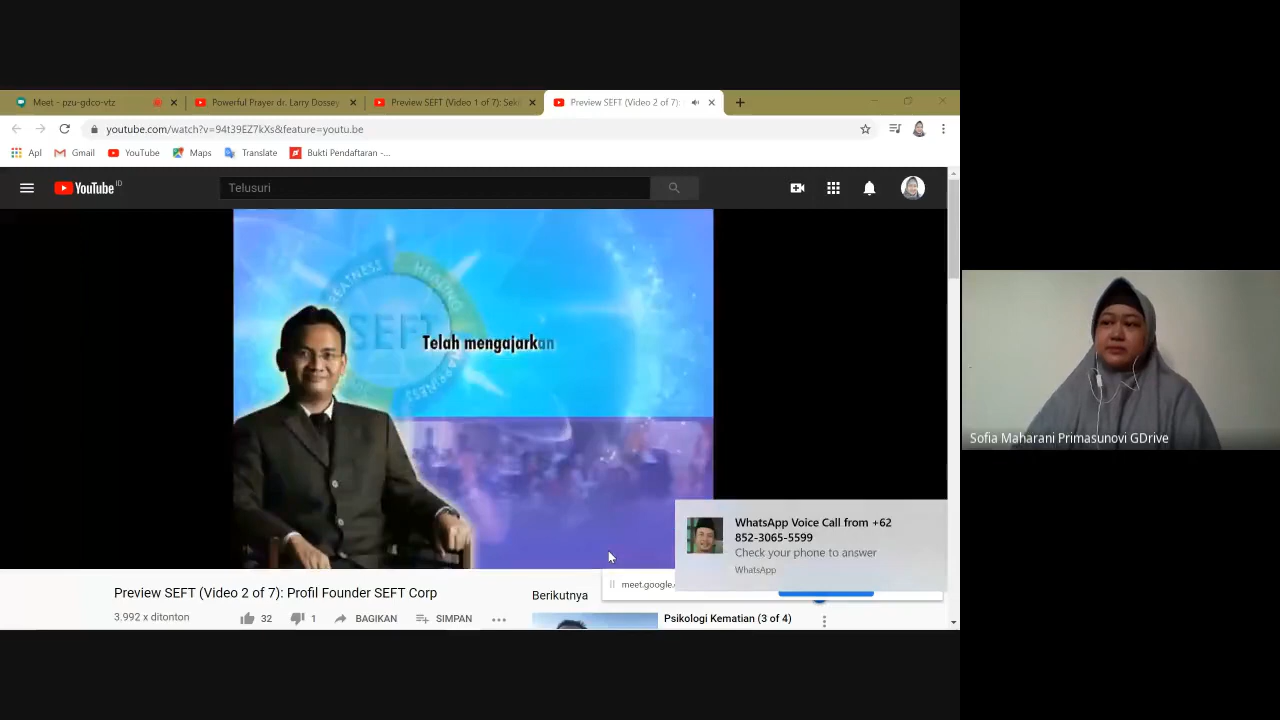 Meet - pzu-gdco-vtz
Powerful Prayer dr. Larry Dossey
Preview SEFT (Video 1 of 7): Sek
Preview SEFT (Video 2 of 7):
youtube.com/watch?v=94t39EZ7kXs&feature=youtu.be
Apl
Gmail
YouTube
Maps
Translate
Bukti Pendaftaran -...
YouTube ID
Telusuri
HEALING
SEFT
HAPPINESS
Telah mengajarkan
Sofia Maharani Primasunovi GDrive
WhatsApp Voice Call from +62
852-3065-5599
Check your phone to answer
WhatsApp
meet.google.
Preview SEFT (Video 2 of 7): Profil Founder SEFT Corp
3.992 x ditonton
32
1
BAGIKAN
SIMPAN
Berikutnya
Psikologi Kematian (3 of 4)